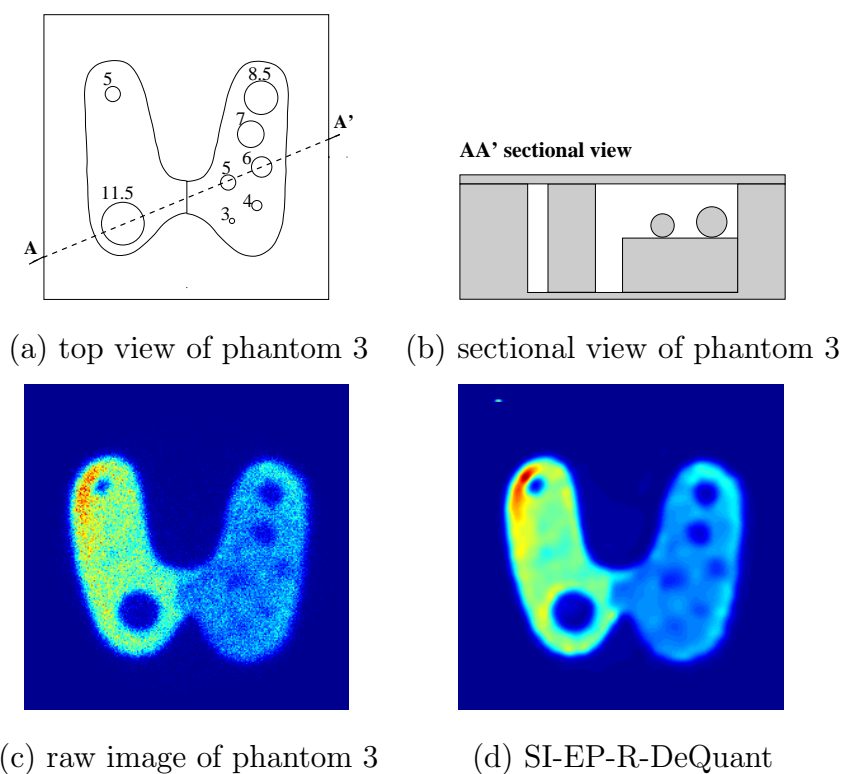 8.5
5
7
A'
6
5
11.5
4
3
A
AA' sectional view
(a) top view of phantom 3
(b) sectional view of phantom 3
(c) raw image of phantom 3
(d) SI-EP-R-DeQuant